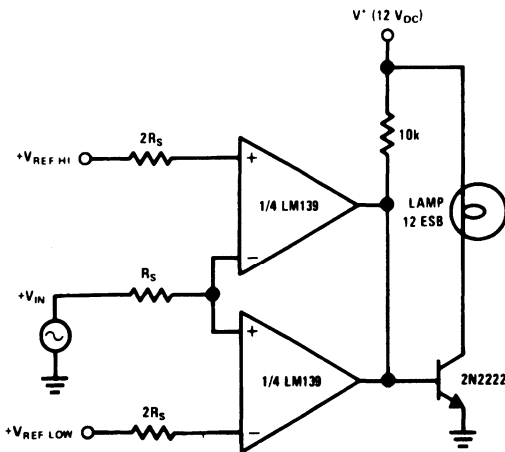 V⁺ (12 V_DC)
2R_S
+V_REF HI
+
10k
1/4 LM139
LAMP
12 ESB
−
R_S
+V_IN
+
1/4 LM139
2N2222
2R_S
−
+V_REF LOW